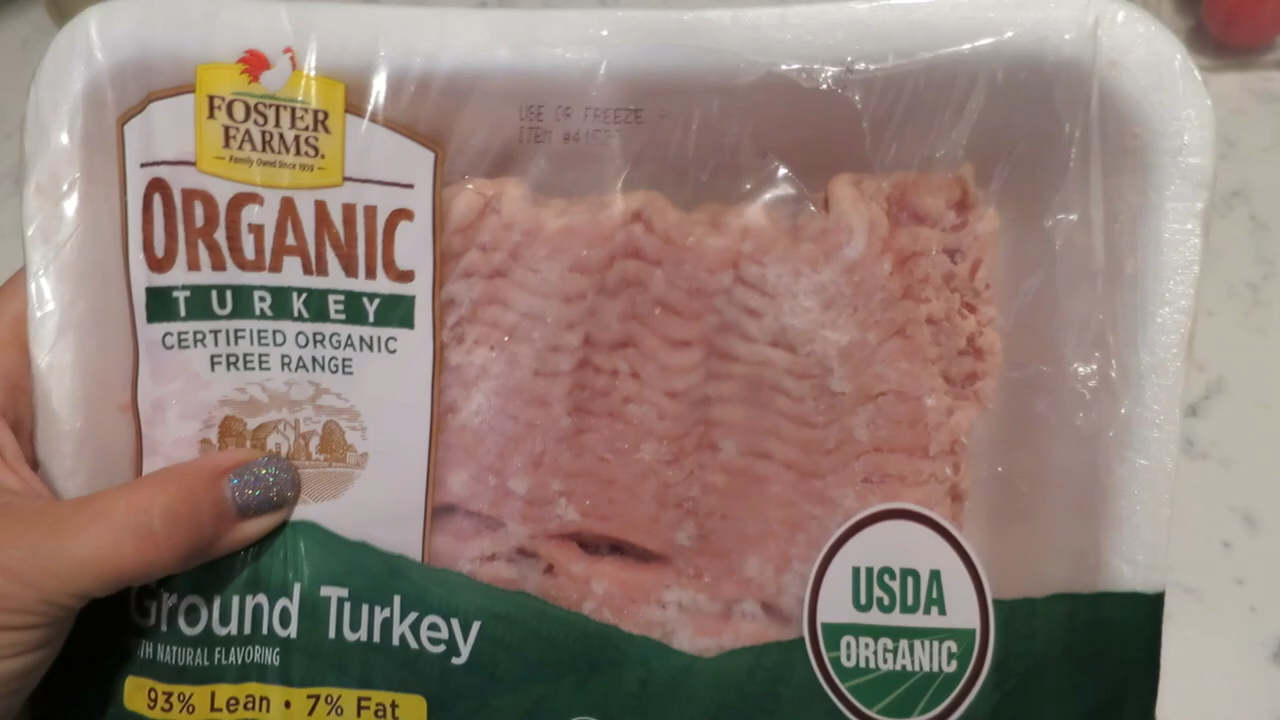 FOSTER
FARMS®
Family Owned Since 1939
ORGANIC
TURKEY
CERTIFIED ORGANIC
FREE RANGE
USE OR FREEZE
ITEM
Ground Turkey
NATURAL FLAVORING
93% Lean • 7% Fat
USDA
ORGANIC